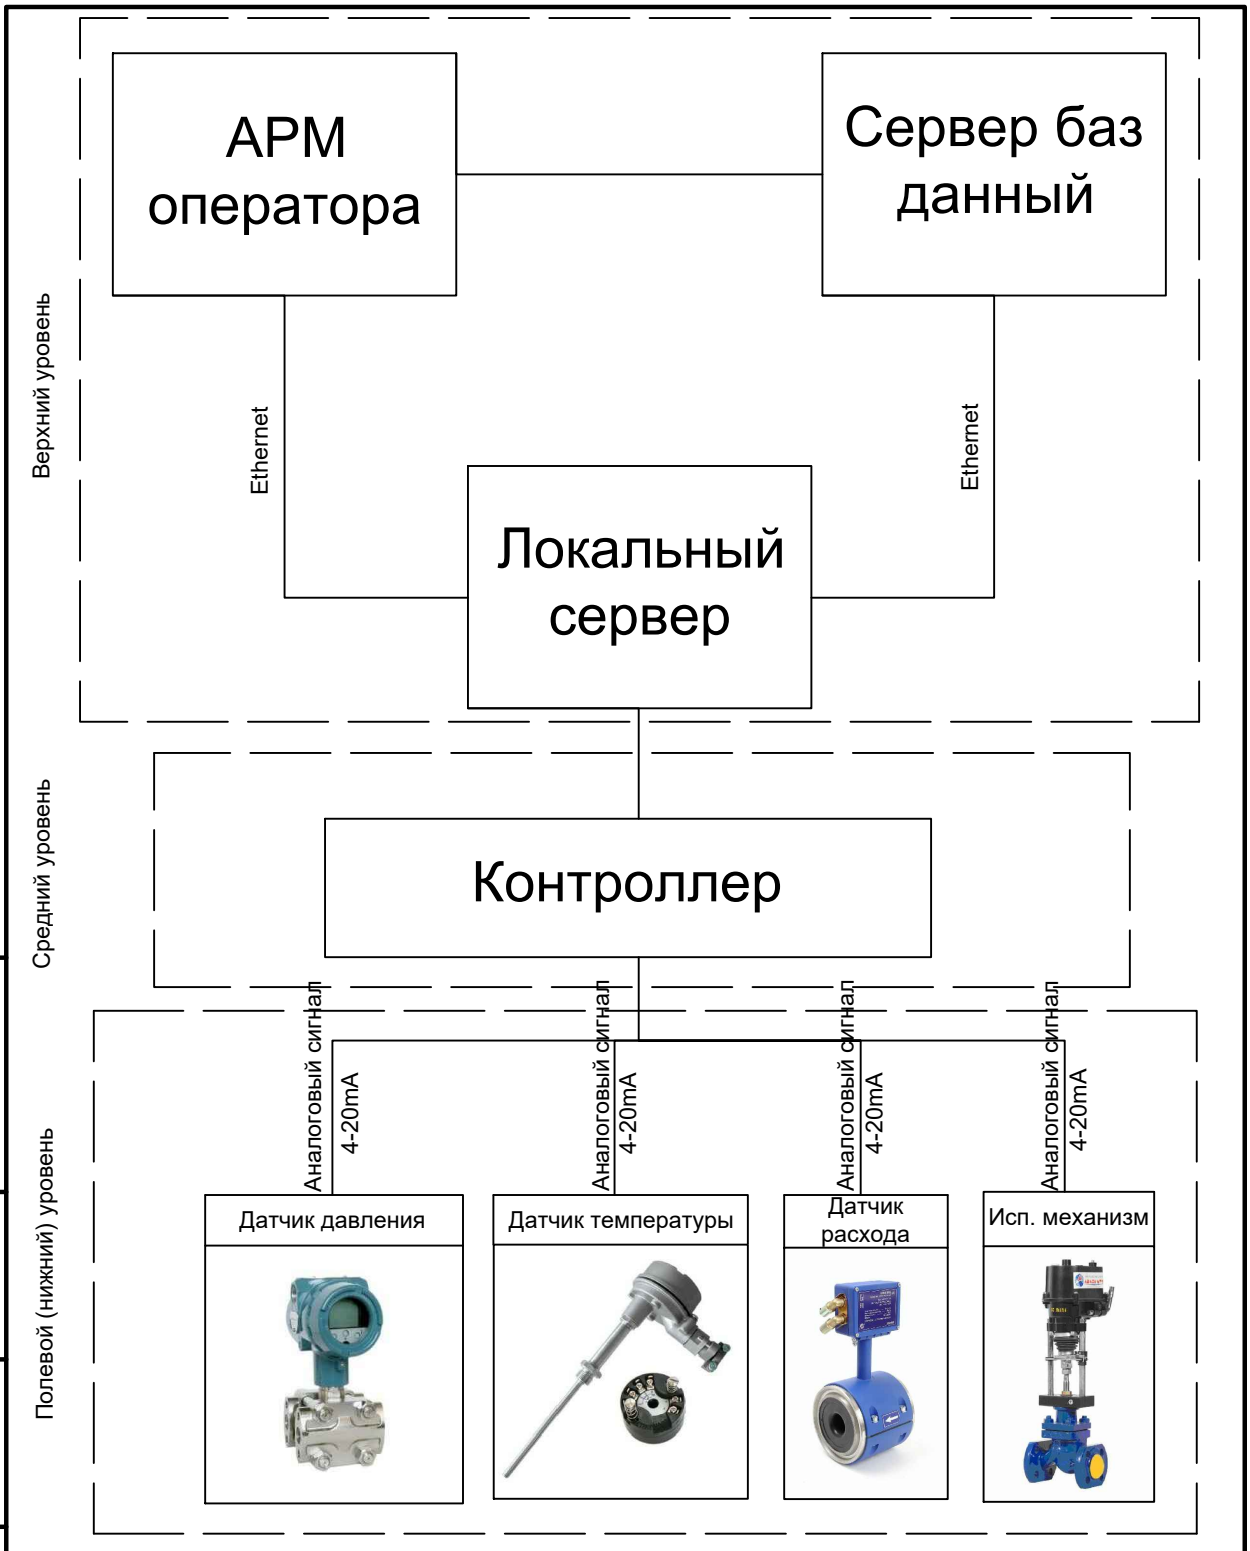 АРМ
оператора
Сервер баз
данный
Верхний уровень
Ethernet
Ethernet
Локальный
сервер
Средний уровень
Контроллер
Полевой (нижний) уровень
Аналоговый сигнал
4-20mA
Аналоговый сигнал
4-20mA
Аналоговый сигнал
4-20mA
Аналоговый сигнал
4-20mA
Датчик давления
Датчик температуры
Датчик
расхода
Исп. механизм